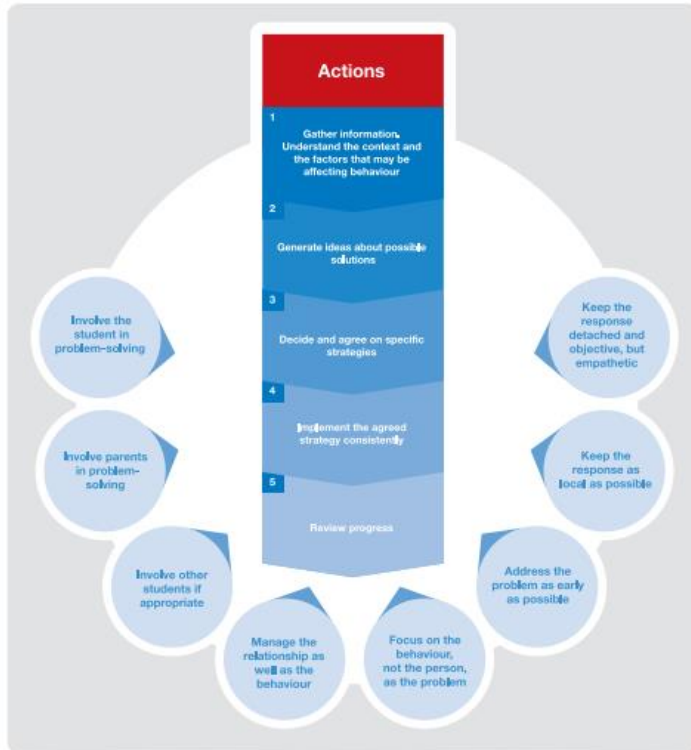 Actions
1
Gather information.
Understand the context and
the factors that may be
affecting behaviour
2
Generate ideas about possible
solutions
3
Decide and agree on specific
strategies
4
Implement the agreed
strategy consistently
5
Review progress
Involve the
student in
problem-solving
Involve parents
in problem-
solving
Involve other
students if
appropriate
Manage the
relationship as
well as the
behaviour
Focus on the
behaviour,
not the person,
as the problem
Address the
problem as early
as possible
Keep the
response as
local as possible
Keep the
response
detached and
objective, but
empathetic